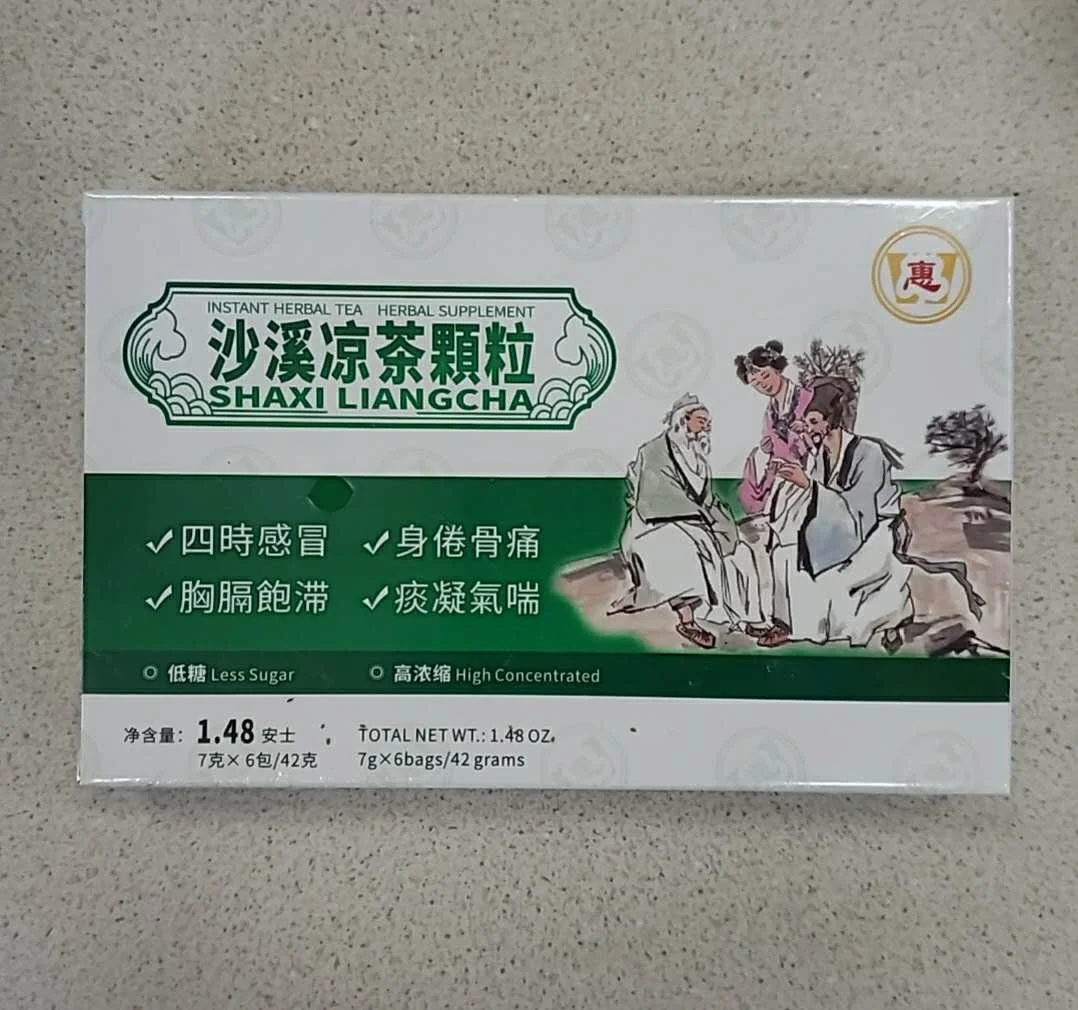 惠
INSTANT HERBAL TEA HERBAL SUPPLEMENT
沙溪凉茶顆粒
SHAXI LIANGCHA
✓四時感冒 ✓身倦骨痛
✓胸膈飽滞 ✓痰凝氣喘
低糖 Less Sugar 高浓缩 High Concentrated
净含量: 1.48 安士 TOTAL NET WT.: 1.48 OZ.
7克×6包/42克 7g×6bags/42 grams